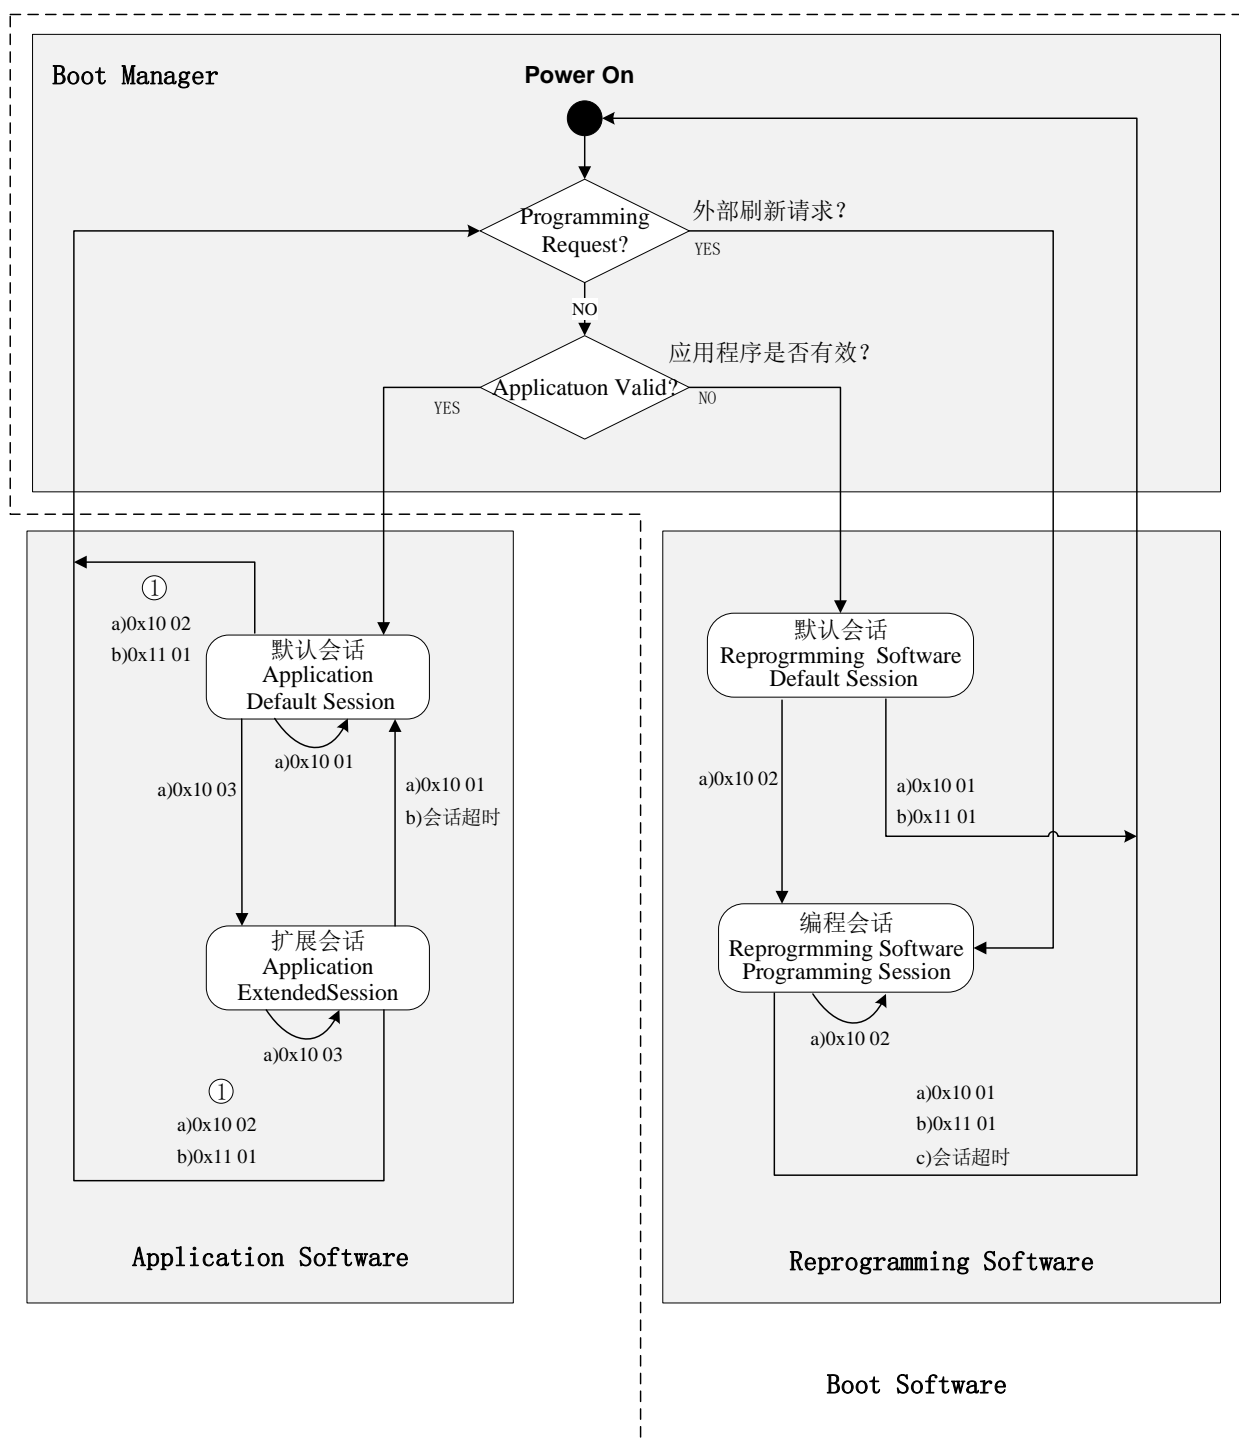 Boot Manager
Power On
Programming
Request?
外部刷新请求?
YES
NO
应用程序是否有效?
Applicatuon Valid?
YES
NO
①
a)0x10 02
b)0x11 01
默认会话
Application
Default Session
a)0x10 01
a)0x10 03
a)0x10 01
b)会话超时
扩展会话
Application
ExtendedSession
a)0x10 03
①
a)0x10 02
b)0x11 01
Application Software
默认会话
Reprogrmming Software
Default Session
a)0x10 02
a)0x10 01
b)0x11 01
编程会话
Reprogrmming Software
Programming Session
a)0x10 02
a)0x10 01
b)0x11 01
c)会话超时
Reprogramming Software
Boot Software